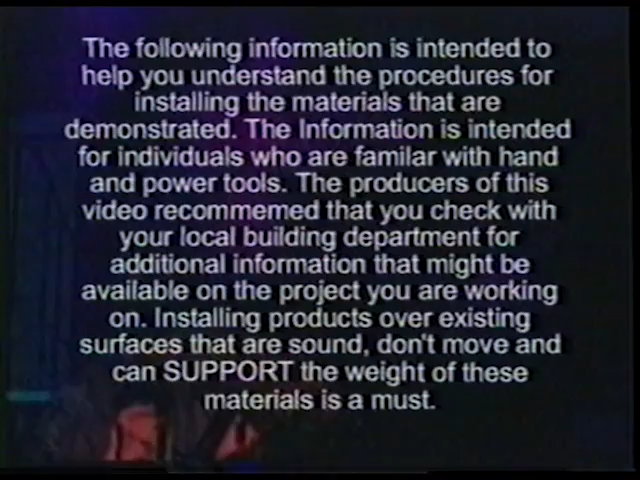 The following information is intended to
help you understand the procedures for
installing the materials that are
demonstrated. The Information is intended
for individuals who are familar with hand
and power tools. The producers of this
video recommemed that you check with
your local building department for
additional information that might be
available on the project you are working
on. Installing products over existing
surfaces that are sound, don't move and
can SUPPORT the weight of these
materials is a must.